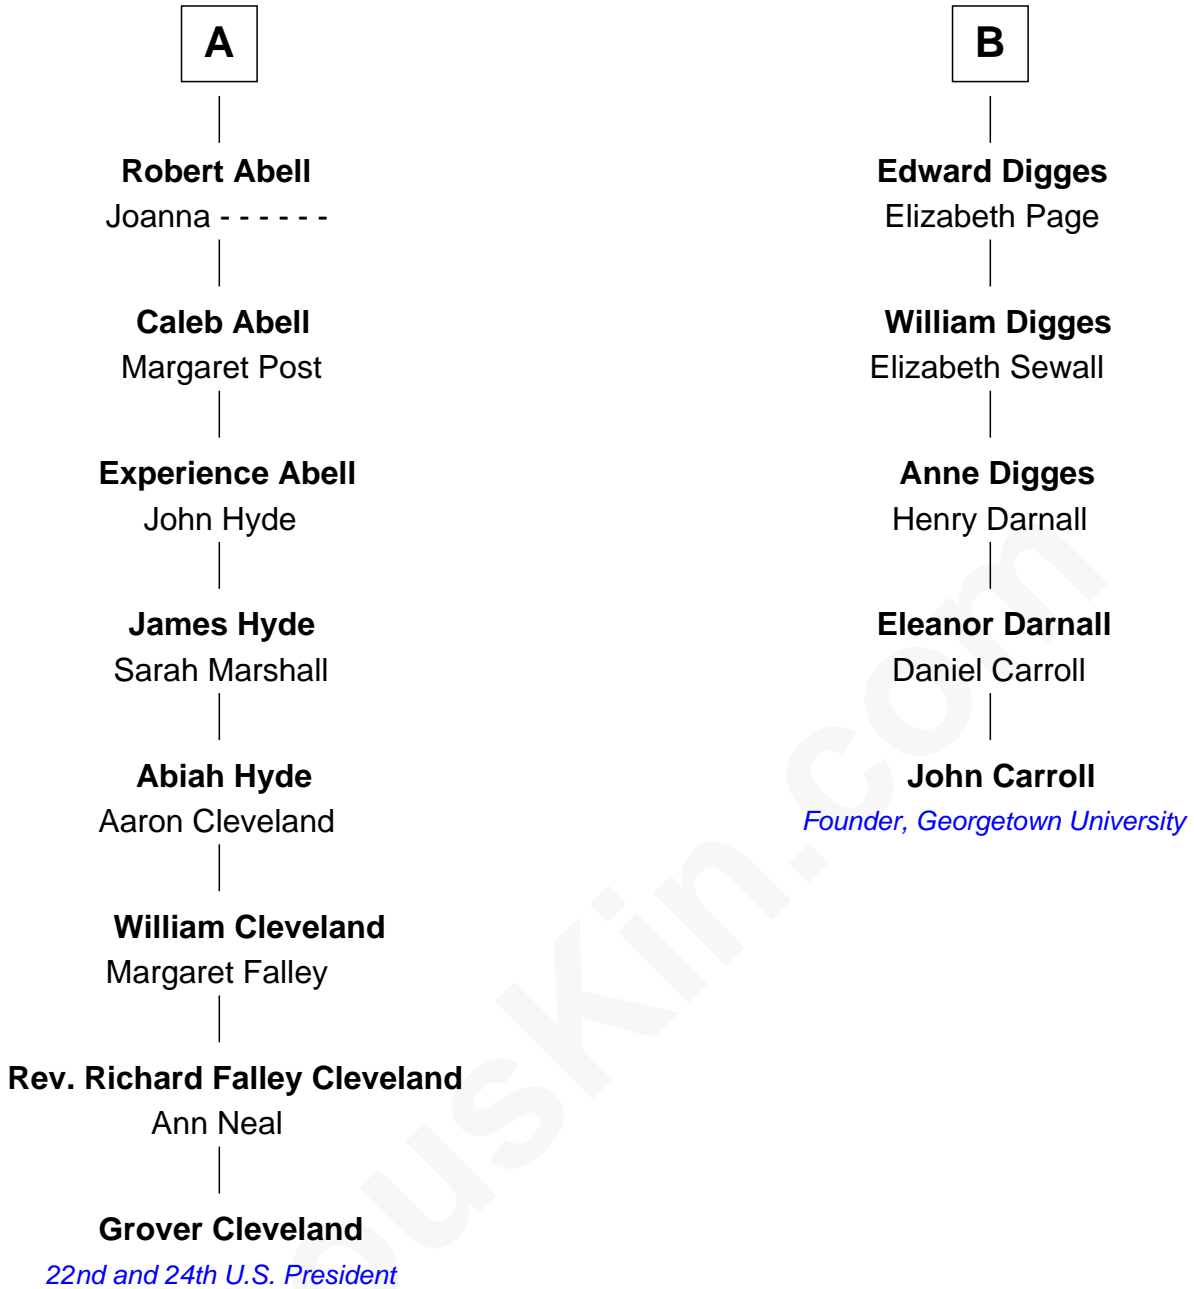 A
Robert Abell
Joanna - - - - - -
Caleb Abell
Margaret Post
Experience Abell
John Hyde
James Hyde
Sarah Marshall
Abiah Hyde
Aaron Cleveland
William Cleveland
Margaret Falley
Rev. Richard Falley Cleveland
Ann Neal
Grover Cleveland
22nd and 24th U.S. President
B
Edward Digges
Elizabeth Page
William Digges
Elizabeth Sewall
Anne Digges
Henry Darnall
Eleanor Darnall
Daniel Carroll
John Carroll
Founder, Georgetown University
ousKin.com